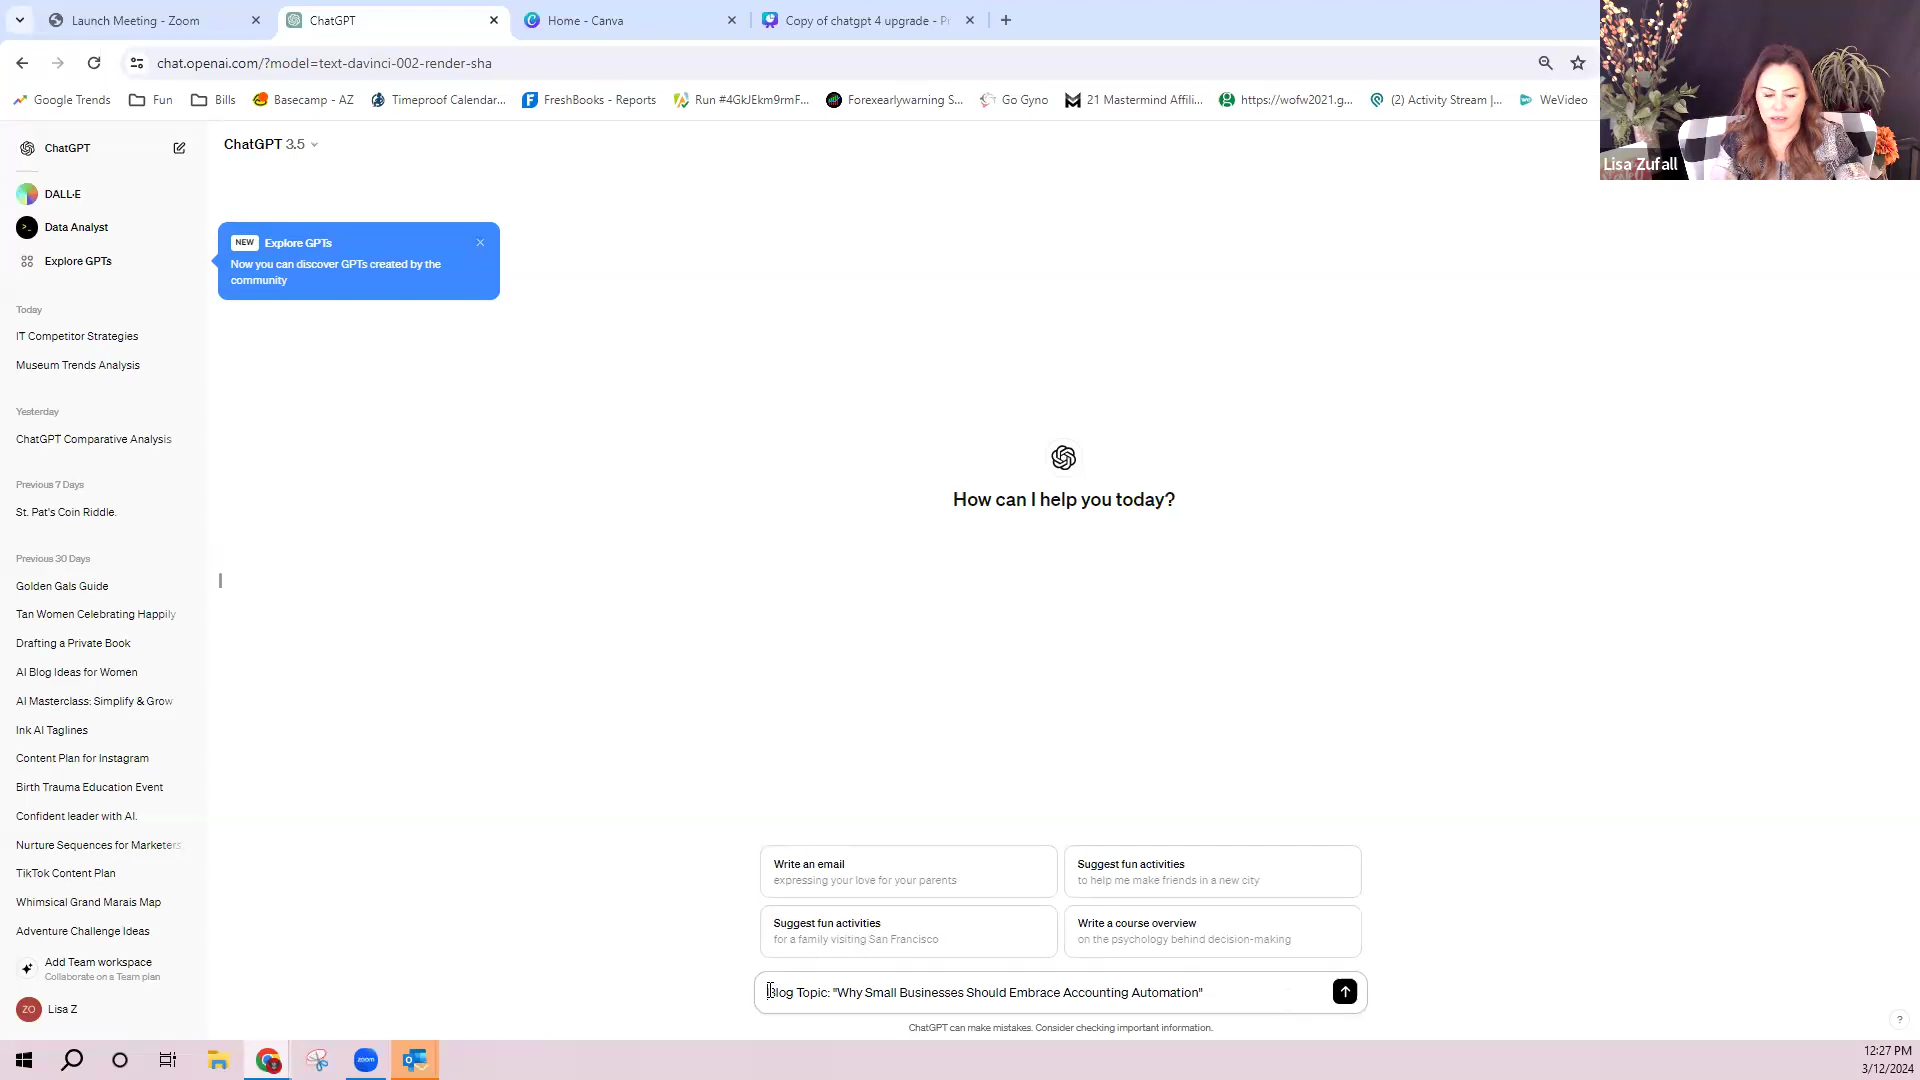 Launch Meeting - Zoom
ChatGPT
Home - Canva
Copy of chatgpt 4 upgrade - Pr
chat.openai.com/?model=text-davinci-002-render-sha
Google Trends
Fun
Bills
Basecamp - AZ
Timeproof Calendar...
FreshBooks - Reports
Run #4GkJEkm9rmF...
Forexearlywarning S...
Go Gyno
21 Mastermind Affili...
https://wofw2021.g...
(2) Activity Stream |...
WeVideo
Lisa Zufall
ChatGPT
ChatGPT 3.5
DALL·E
Data Analyst
Explore GPTs
NEW Explore GPTs
Now you can discover GPTs created by the
community
Today
IT Competitor Strategies
Museum Trends Analysis
Yesterday
ChatGPT Comparative Analysis
Previous 7 Days
St. Pat's Coin Riddle.
Previous 30 Days
Golden Gals Guide
Tan Women Celebrating Happily
Drafting a Private Book
AI Blog Ideas for Women
AI Masterclass: Simplify & Grow
Ink AI Taglines
Content Plan for Instagram
Birth Trauma Education Event
Confident leader with AI.
Nurture Sequences for Marketers
TikTok Content Plan
Whimsical Grand Marais Map
Adventure Challenge Ideas
Add Team workspace
Collaborate on a Team plan
ZO Lisa Z
How can I help you today?
Write an email
expressing your love for your parents
Suggest fun activities
to help me make friends in a new city
Suggest fun activities
for a family visiting San Francisco
Write a course overview
on the psychology behind decision-making
Blog Topic: "Why Small Businesses Should Embrace Accounting Automation"
ChatGPT can make mistakes. Consider checking important information.
?
zoom
12:27 PM
3/12/2024